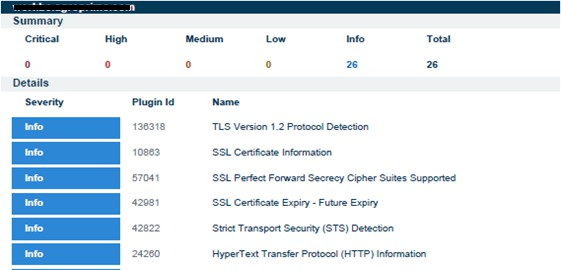 Summary
Critical High Medium Low Info Total
0 0 0 0 26 26
Details
Severity Plugin Id Name
Info 136318 TLS Version 1.2 Protocol Detection
Info 10863 SSL Certificate Information
Info 57041 SSL Perfect Forward Secrecy Cipher Suites Supported
Info 42981 SSL Certificate Expiry - Future Expiry
Info 42822 Strict Transport Security (STS) Detection
Info 24260 HyperText Transfer Protocol (HTTP) Information